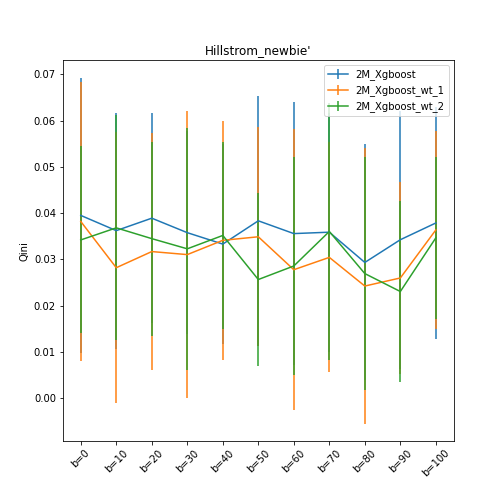 Hillstrom_newbie'
2M_Xgboost
2M_Xgboost_wt_1
2M_Xgboost_wt_2
Qini
0.07
0.06
0.05
0.04
0.03
0.02
0.01
0.00
b=0
b=10
b=20
b=30
b=40
b=50
b=60
b=70
b=80
b=90
b=100